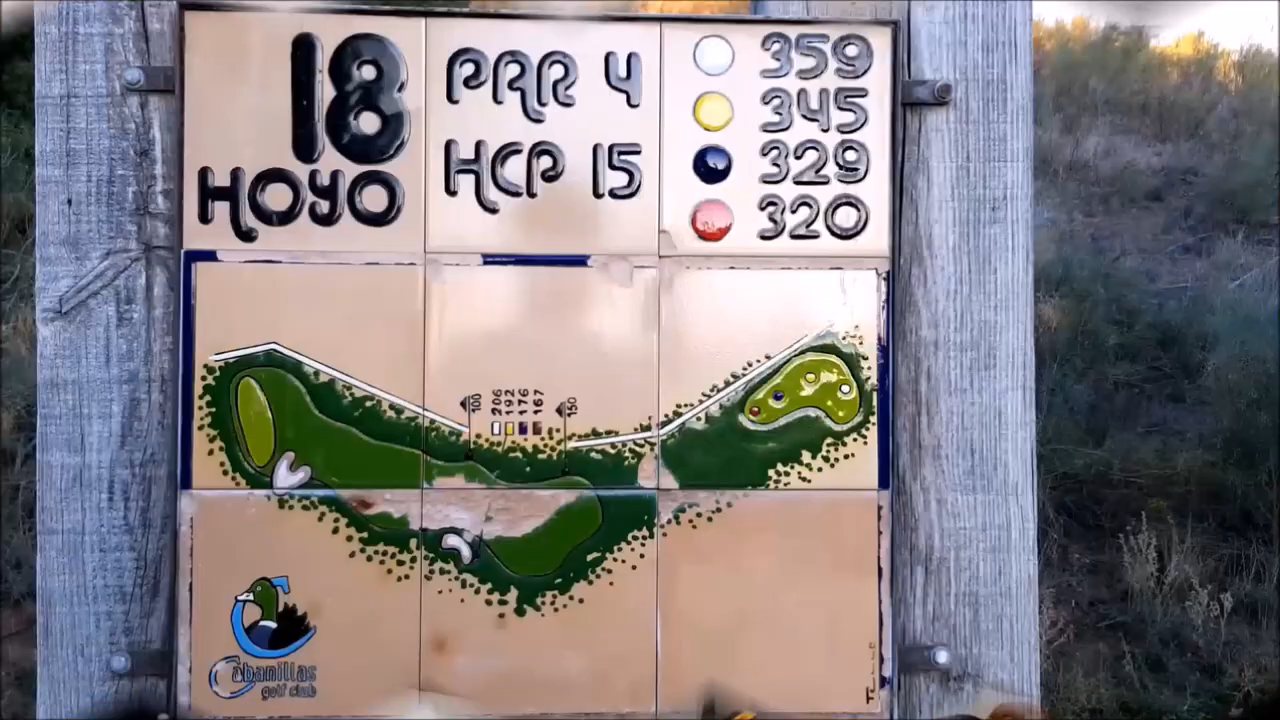 18
HOYO
PAR 4
HCP 15
359
345
329
320
100
206
192
176
167
150
Cabanillas
golf club